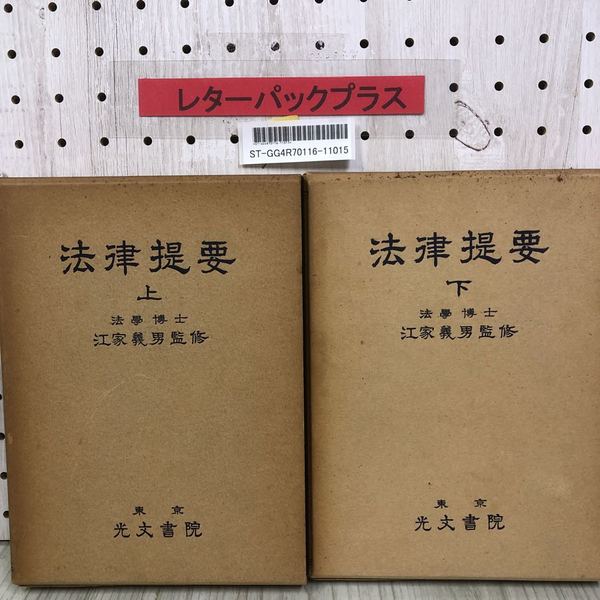 レターパックプラス
ST-GG4R70116-11015
法律提要
上
法學博士
江家義男監修
東京
光文書院
法律提要
下
法學博士
江家義男監修
東京
光文書院